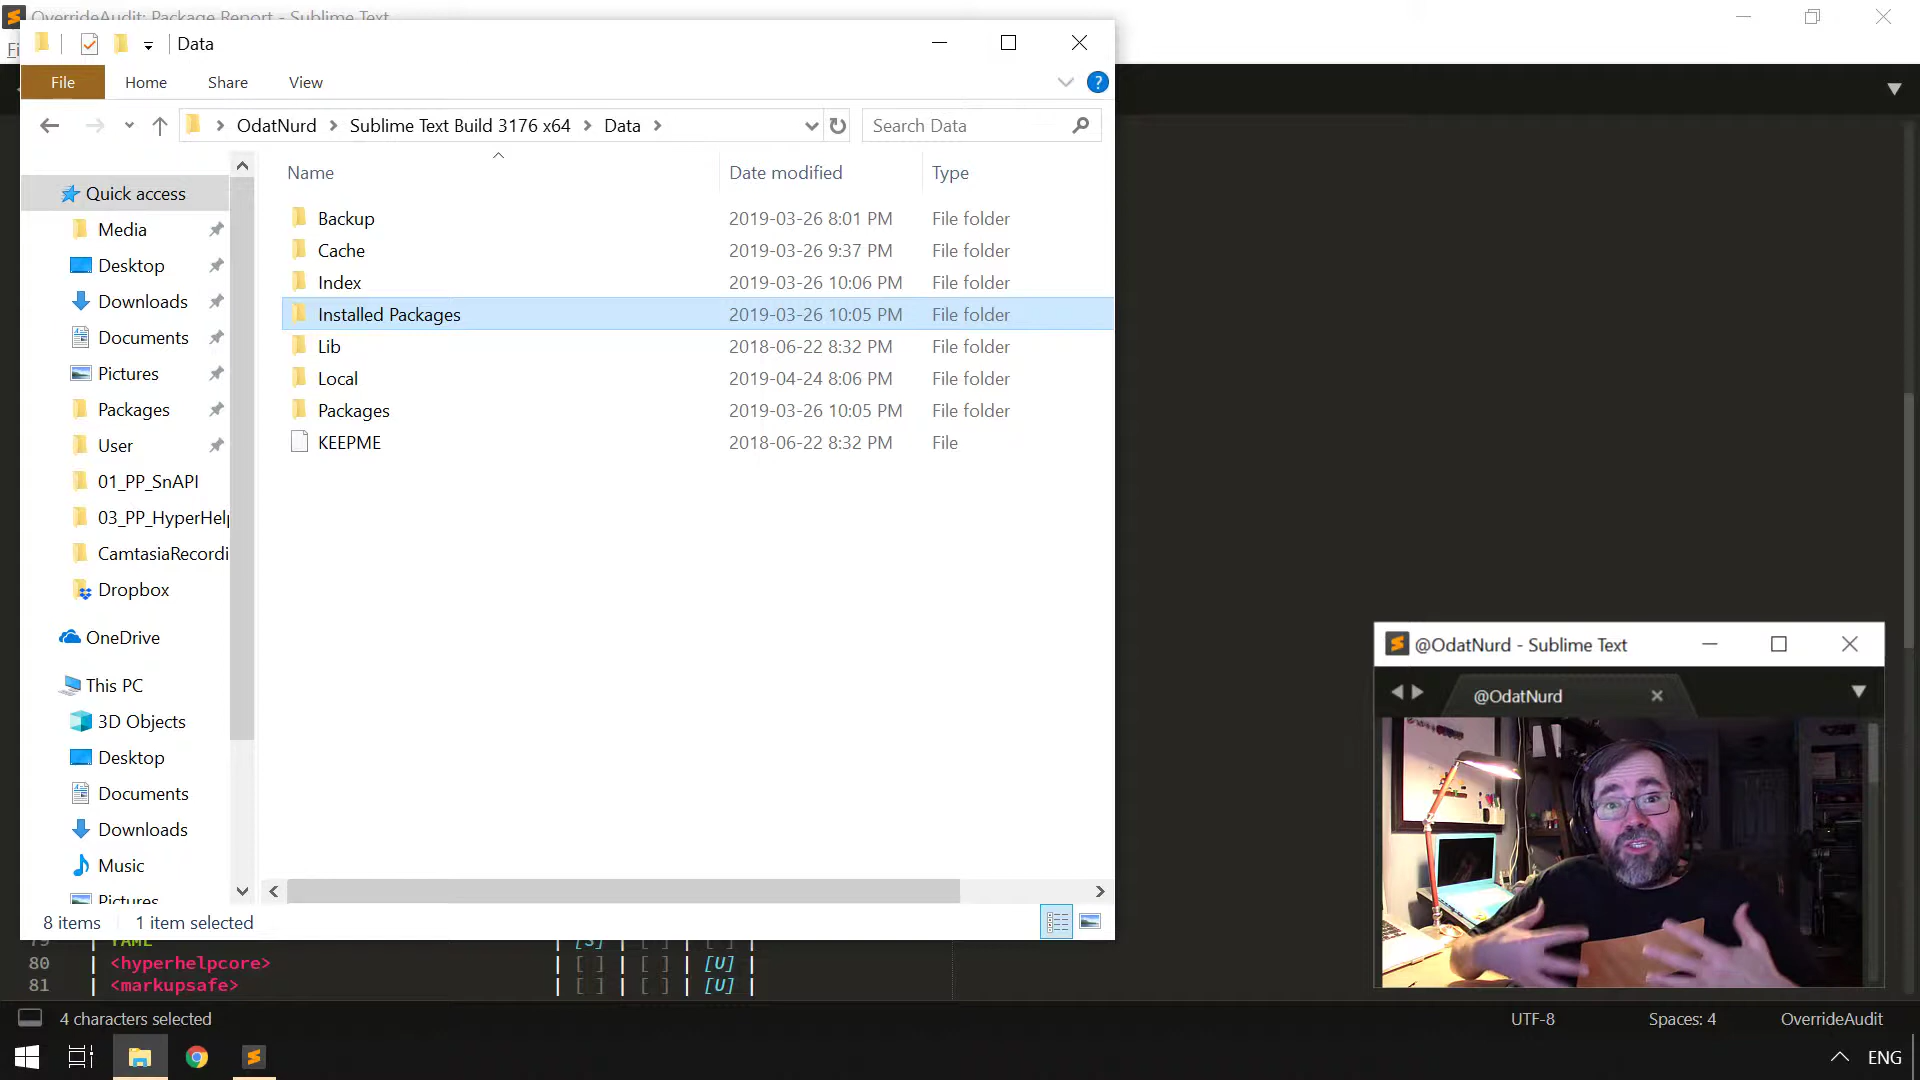 OverrideAudit: Package Report - Sublime Text
Data
File
Home
Share
View
OdatNurd
Sublime Text Build 3176 x64
Data
Search Data
Name
Date modified
Type
Quick access
Media
Desktop
Downloads
Documents
Pictures
Packages
User
01_PP_SnAPI
03_PP_HyperHelp
CamtasiaRecordi
Dropbox
OneDrive
This PC
3D Objects
Desktop
Documents
Downloads
Music
Pictures
Backup 2019-03-26 8:01 PM File folder
Cache 2019-03-26 9:37 PM File folder
Index 2019-03-26 10:06 PM File folder
Installed Packages 2019-03-26 10:05 PM File folder
Lib 2018-06-22 8:32 PM File folder
Local 2019-04-24 8:06 PM File folder
Packages 2019-03-26 10:05 PM File folder
KEEPME 2018-06-22 8:32 PM File
8 items
1 item selected
@OdatNurd - Sublime Text
@OdatNurd
79 | YAML | [S] | [ ] | [ ] |
80 | <hyperhelpcore> | [ ] | [ ] | [U] |
81 | <markupsafe> | [ ] | [ ] | [U] |
4 characters selected
UTF-8
Spaces: 4
OverrideAudit
ENG